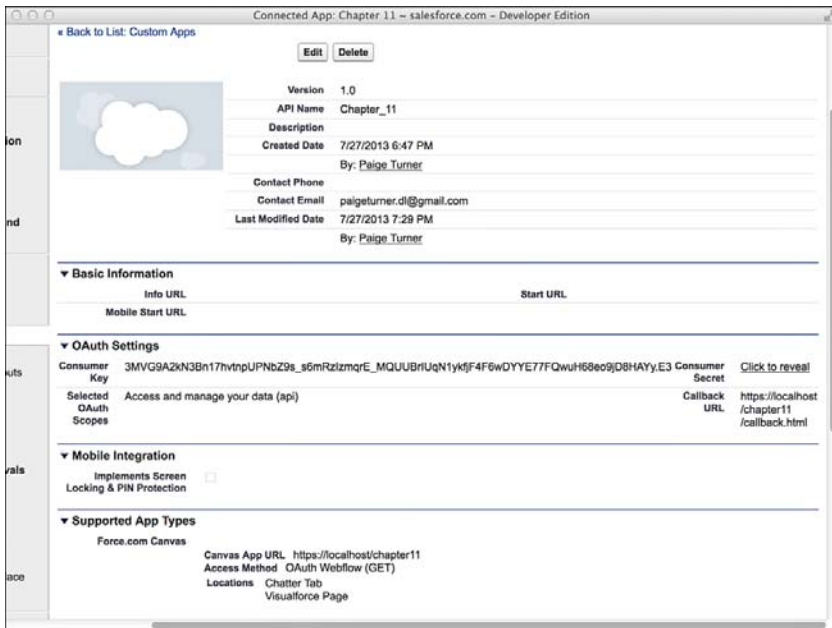 Connected App: Chapter 11 ~ salesforce.com - Developer Edition
« Back to List: Custom Apps
Edit Delete
Version 1.0
API Name Chapter_11
Description
Created Date 7/27/2013 6:47 PM
By: Paige Turner
Contact Phone
Contact Email paigeturner.dl@gmail.com
Last Modified Date 7/27/2013 7:29 PM
By: Paige Turner
ion
nd
▼ Basic Information
Info URL Start URL
Mobile Start URL
▼ OAuth Settings
Consumer Key
Consumer Secret Click to reveal
Selected OAuth Scopes Access and manage your data (api)
Callback URL https://localhost
/chapter11
/callback.html
uts
▼ Mobile Integration
Implements Screen
Locking & PIN Protection
vals
▼ Supported App Types
Force.com Canvas
Canvas App URL https://localhost/chapter11
Access Method OAuth Webflow (GET)
Locations Chatter Tab
Visualforce Page
lace